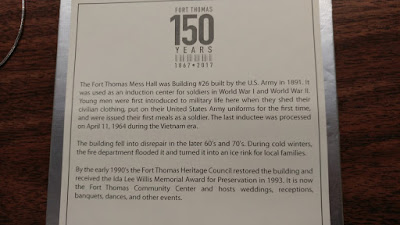 FORT THOMAS
150
YEARS
1867 • 2017
The Fort Thomas Mess Hall was Building #26 built by the U.S. Army in 1891. It
was used as an induction center for soldiers in World War I and World War II.
Young men were first introduced to military life here when they shed their
civilian clothing, put on their United States Army uniforms for the first time,
and were issued their first meals as a soldier. The last inductee was processed
on April 11, 1964 during the Vietnam era.
The building fell into disrepair in the later 60's and 70's. During cold winters,
the fire department flooded it and turned it into an ice rink for local families.
By the early 1990's the Fort Thomas Heritage Council restored the building and
received the Ida Lee Willis Memorial Award for Preservation in 1993. It is now
the Fort Thomas Community Center and hosts weddings, receptions,
banquets, dances, and other events.